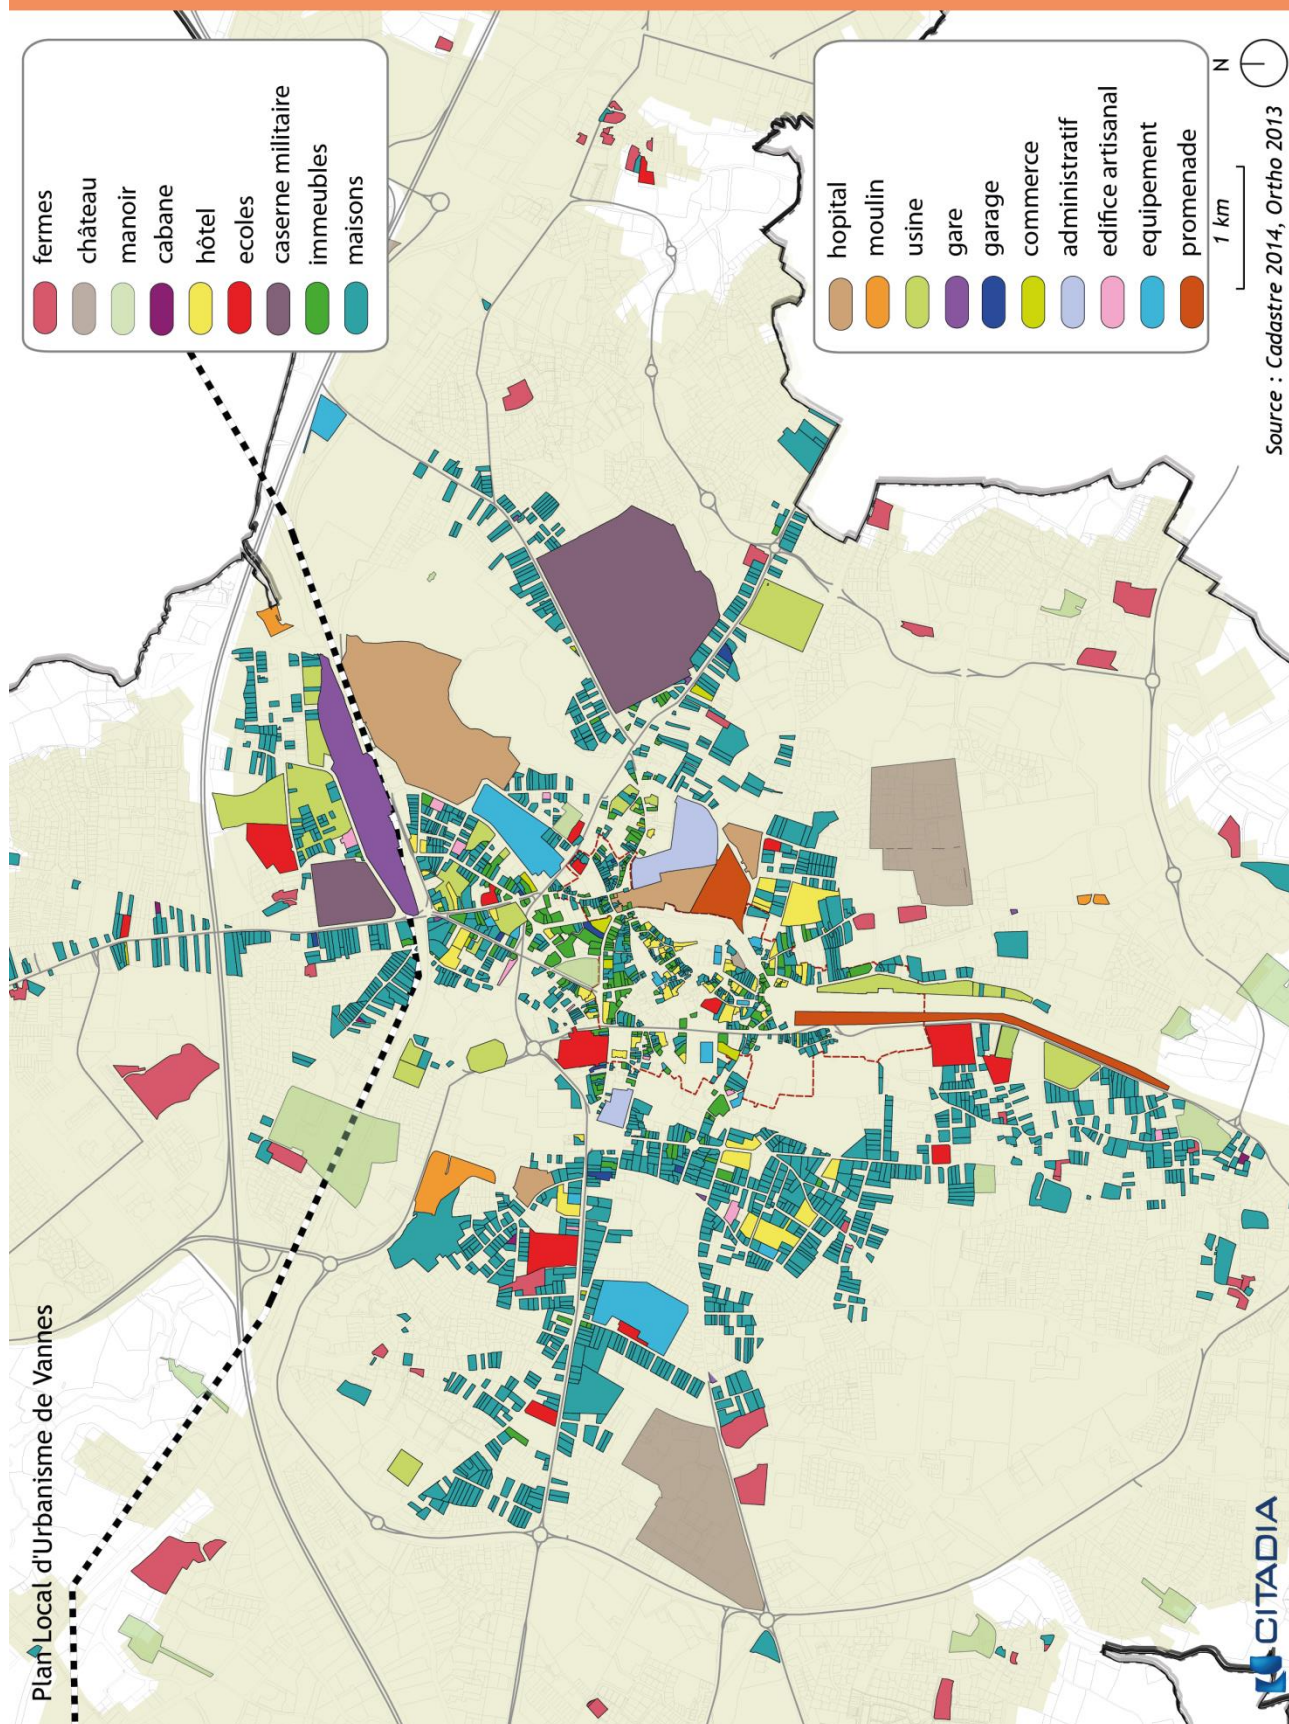 Plan Local d'Urbanisme de Vannes
fermes
château
manoir
cabane
hôtel
ecoles
caserne militaire
immeubles
maisons
hopital
moulin
usine
gare
garage
commerce
administratif
edifice artisanal
equipement
promenade
1 km
N
Source : Cadastre 2014, Ortho 2013
CITADIA